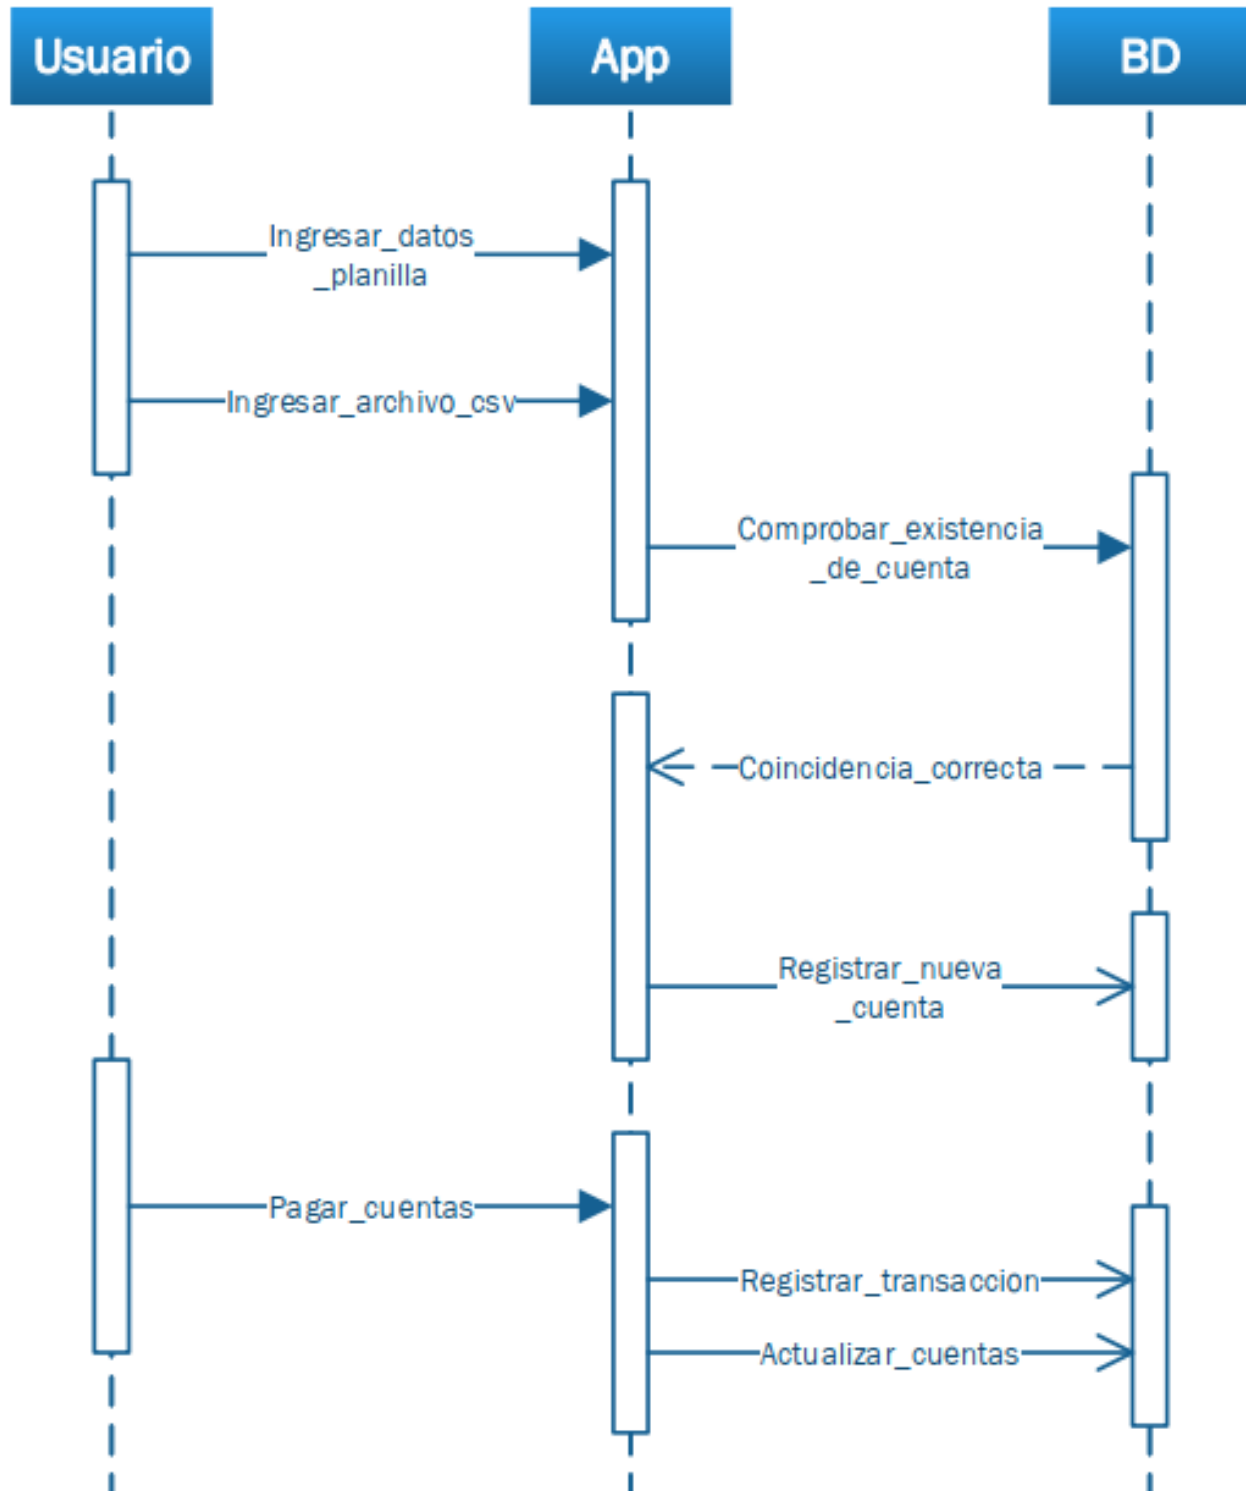 Usuario
App
BD
Ingresar_datos
_planilla
Ingresar_archivo_csv
Comprobar_existencia
_de_cuenta
Coincidencia_correcta
Registrar_nueva
_cuenta
Pagar_cuentas
Registrar_transaccion
Actualizar_cuentas